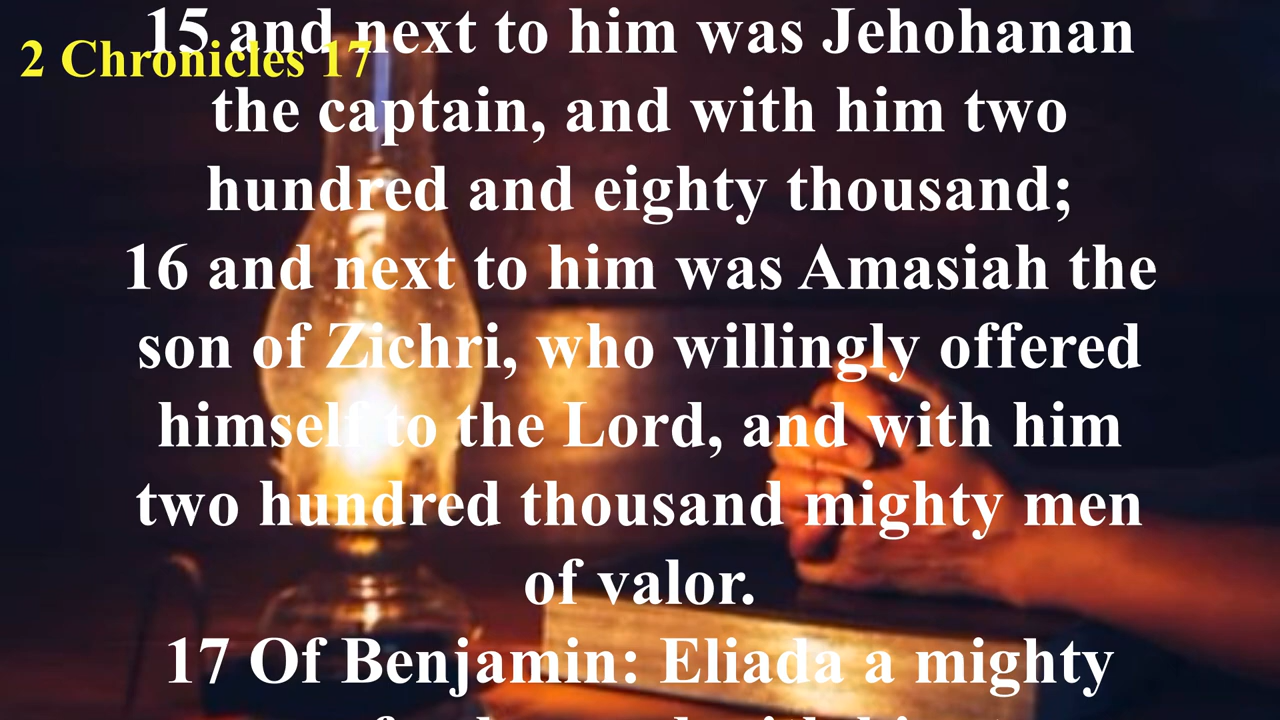 2 Chronicles 17
15 and next to him was Jehohanan
the captain, and with him two
hundred and eighty thousand;
16 and next to him was Amasiah the
son of Zichri, who willingly offered
himself to the Lord, and with him
two hundred thousand mighty men
of valor.
17 Of Benjamin: Eliada a mighty